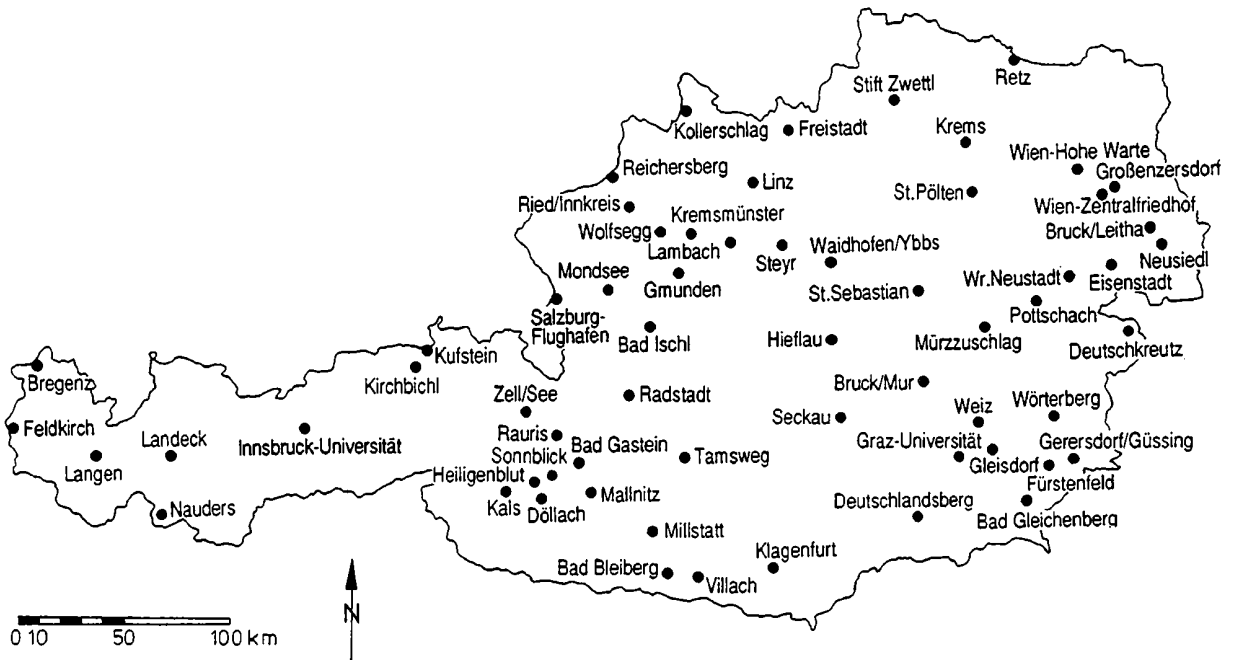 Retz
Stift Zwettl
Kollerschlag
Freistadt
Krems
Wien-Hohe Warte
Großenzersdorf
Reichersberg
Linz
St.Pölten
Wien-Zentralfriedhof
Ried/Innkreis
Kremsmünster
Wolfsegg
Lambach
Steyr
Waidhofen/Ybbs
Bruck/Leitha
Neusiedl
Mondsee
Gmunden
St.Sebastian
Wr.Neustadt
Eisenstadt
Salzburg-
Flughafen
Bad Ischl
Hieflau
Mürzzuschlag
Pottschach
Deutschkreutz
Kufstein
Bregenz
Kirchbichl
Zell/See
Radstadt
Bruck/Mur
Seckau
Weiz
Wörterberg
Feldkirch
Landeck
Innsbruck-Universität
Rauris
Bad Gastein
Graz-Universität
Gerersdorf/Güssing
Langen
Sonnblick
Tamsweg
Gleisdorf
Heiligenblut
Fürstenfeld
Kals
Mallnitz
Döllach
Deutschlandsberg
Bad Gleichenberg
Nauders
Millstatt
Klagenfurt
Bad Bleiberg
Villach
N
0 10 50 100 km